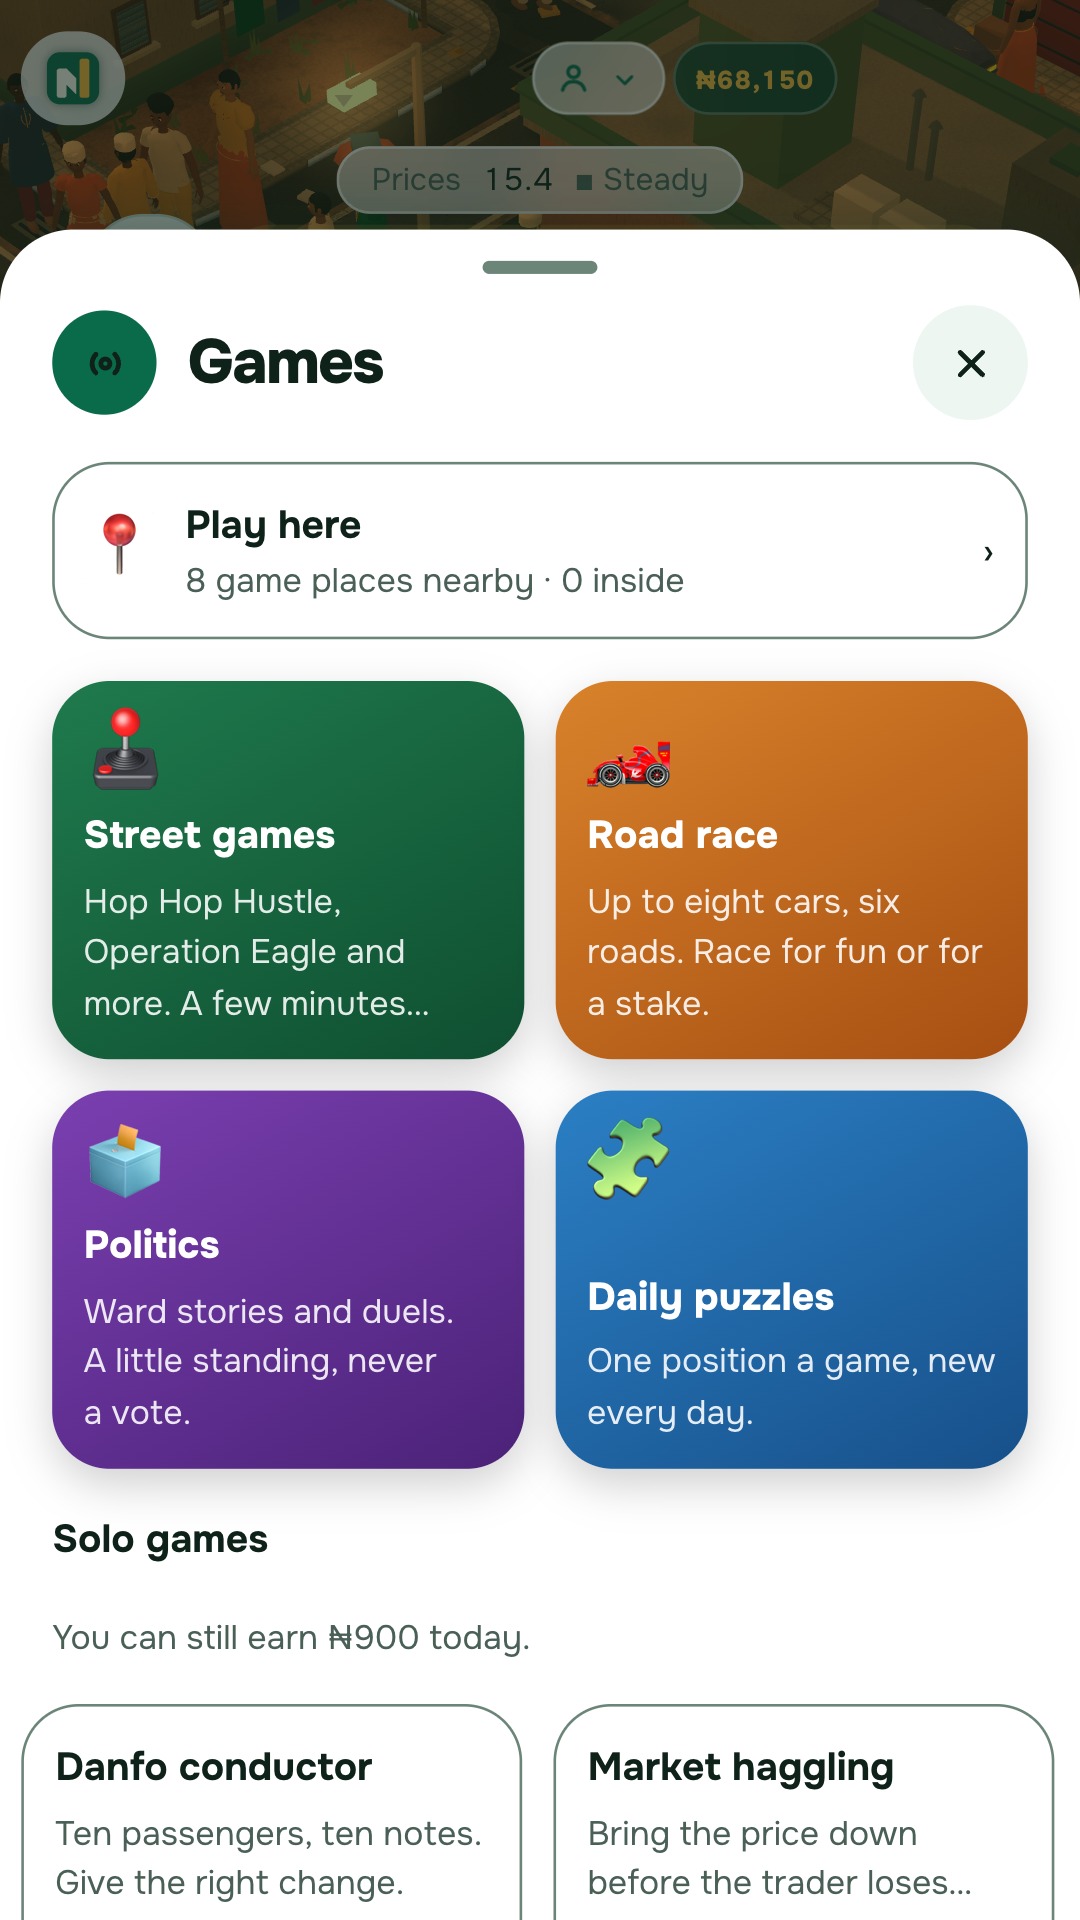 ₦68,150
Prices 15.4 ■ Steady
Games
Play here
8 game places nearby · 0 inside
Street games
Hop Hop Hustle,
Operation Eagle and
more. A few minutes...
Road race
Up to eight cars, six
roads. Race for fun or for
a stake.
Politics
Ward stories and duels.
A little standing, never
a vote.
Daily puzzles
One position a game, new
every day.
Solo games
You can still earn ₦900 today.
Danfo conductor
Ten passengers, ten notes.
Give the right change.
Market haggling
Bring the price down
before the trader loses...